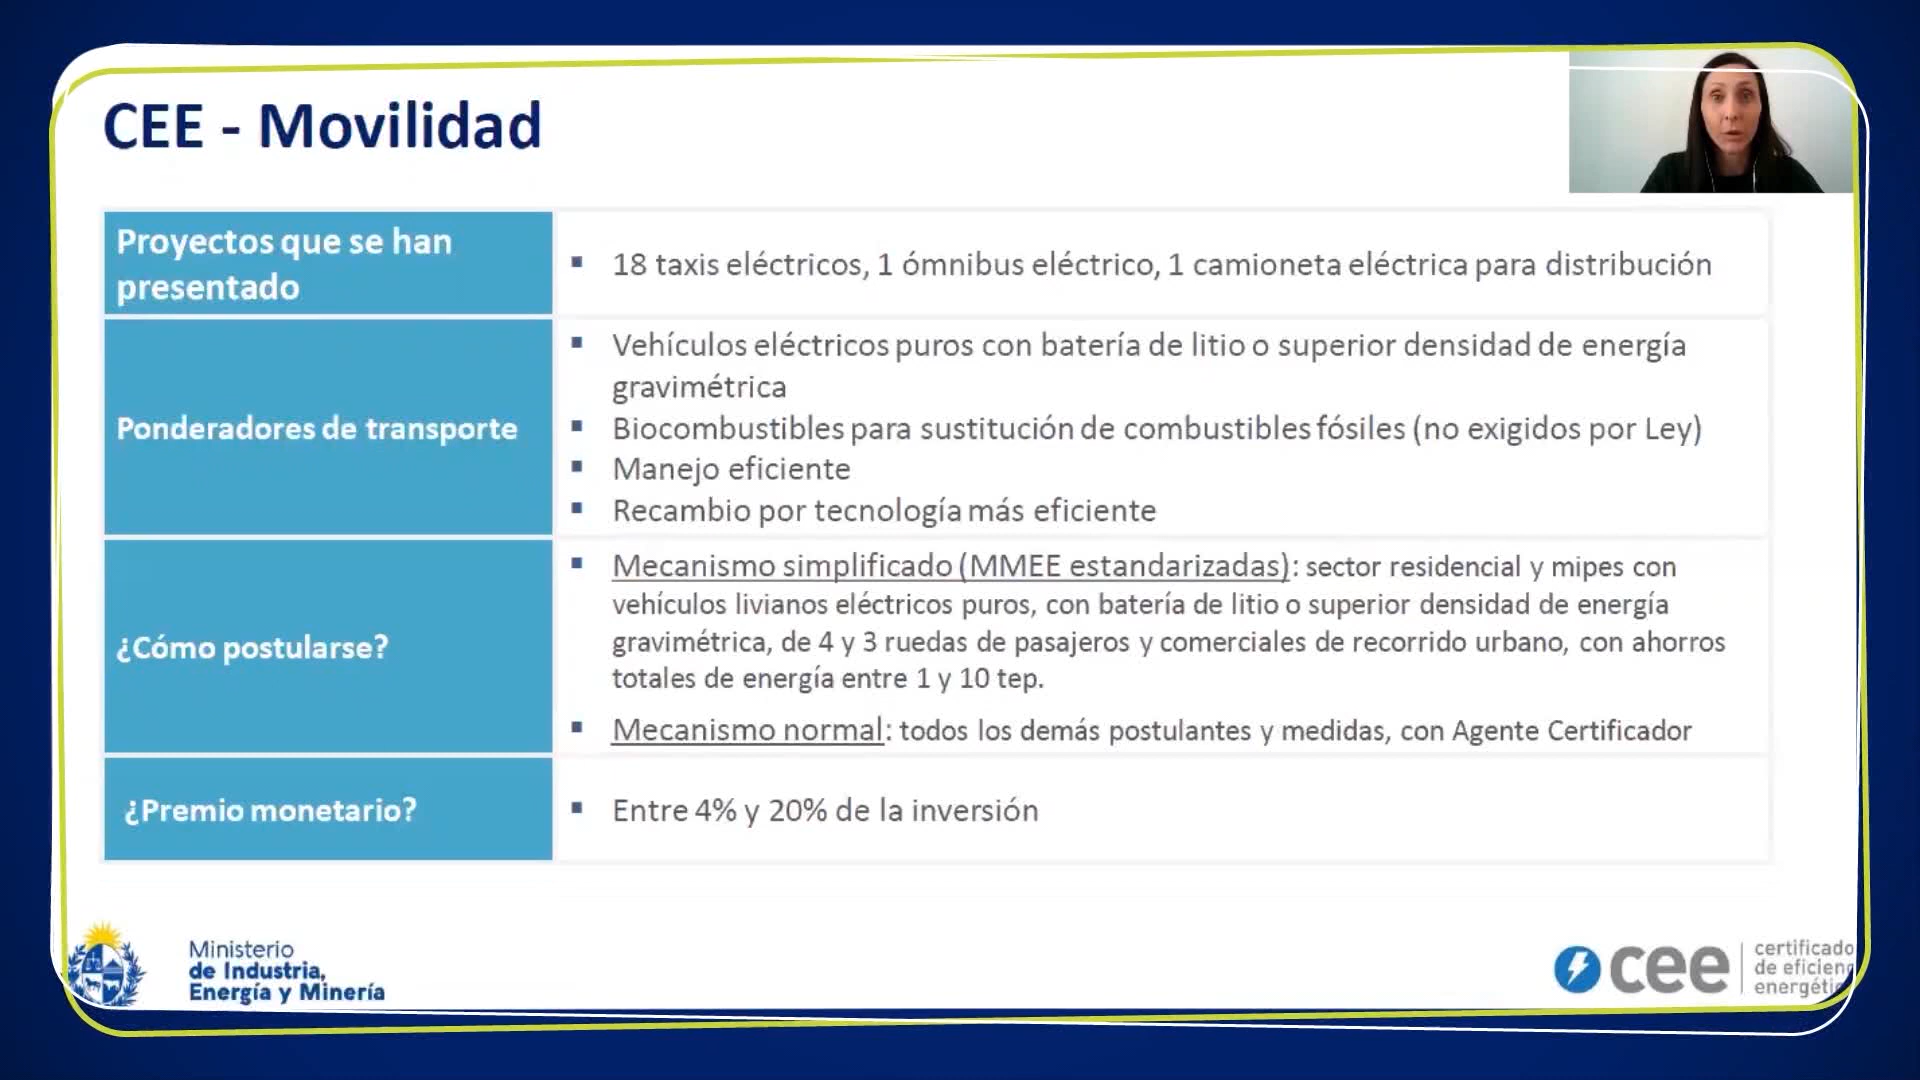 CEE - Movilidad
Proyectos que se han
presentado
▪ 18 taxis eléctricos, 1 ómnibus eléctrico, 1 camioneta eléctrica para distribución
Ponderadores de transporte
▪ Vehículos eléctricos puros con batería de litio o superior densidad de energía
gravimétrica
▪ Biocombustibles para sustitución de combustibles fósiles (no exigidos por Ley)
▪ Manejo eficiente
▪ Recambio por tecnología más eficiente
¿Cómo postularse?
▪ Mecanismo simplificado (MMEE estandarizadas): sector residencial y mipes con
vehículos livianos eléctricos puros, con batería de litio o superior densidad de energía
gravimétrica, de 4 y 3 ruedas de pasajeros y comerciales de recorrido urbano, con ahorros
totales de energía entre 1 y 10 tep.
▪ Mecanismo normal: todos los demás postulantes y medidas, con Agente Certificador
¿Premio monetario?
▪ Entre 4% y 20% de la inversión
Ministerio
de Industria,
Energía y Minería
cee
certificado
de eficien
energéti